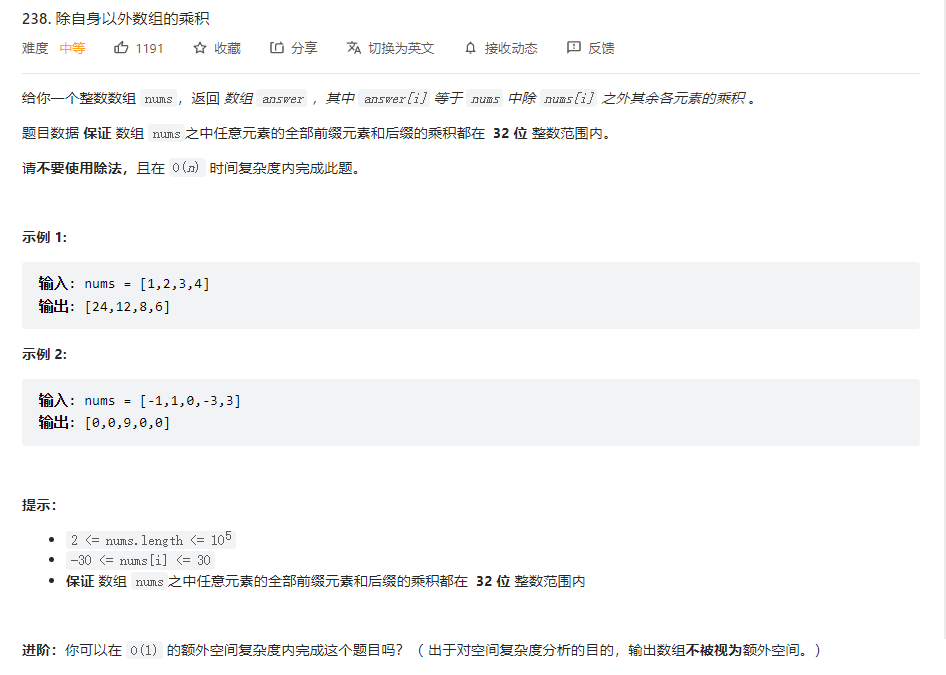 238. 除自身以外数组的乘积
难度 中等 1191 收藏 分享 切换为英文 接收动态 反馈
给你一个整数数组 nums，返回 数组 answer ，其中 answer[i] 等于 nums 中除 nums[i] 之外其余各元素的乘积 。
题目数据 保证 数组 nums之中任意元素的全部前缀元素和后缀的乘积都在 32 位 整数范围内。
请不要使用除法，且在 O(n) 时间复杂度内完成此题。
示例 1:
输入: nums = [1,2,3,4]
输出: [24,12,8,6]
示例 2:
输入: nums = [-1,1,0,-3,3]
输出: [0,0,9,0,0]
提示：
• 2 <= nums.length <= 10⁵
• -30 <= nums[i] <= 30
• 保证 数组 nums之中任意元素的全部前缀元素和后缀的乘积都在 32 位 整数范围内
进阶：你可以在 O(1) 的额外空间复杂度内完成这个题目吗？（ 出于对空间复杂度分析的目的，输出数组不被视为额外空间。）